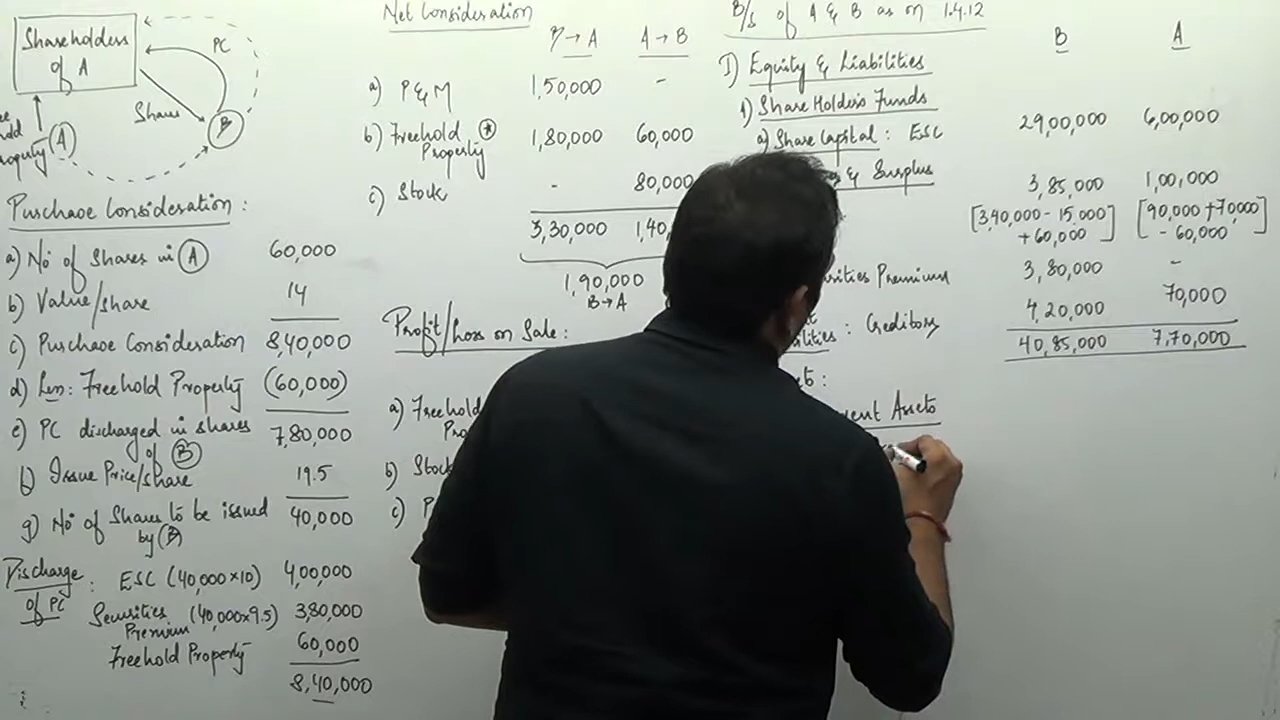 Shareholders
of A
PC
Shares
B
A
Property
Purchase Consideration :
a) No of Shares in A 60,000
b) Value/share 14
c) Purchase Consideration 8,40,000
d) Less: Freehold Property (60,000)
e) PC discharged in shares of B 7,80,000
f) Issue Price/share 19.5
g) No of Shares to be issued by B 40,000
Discharge of PC : ESC (40,000×10) 4,00,000
Securities Premium (40,000×9.5) 3,80,000
Freehold Property 60,000
8,40,000
Net Consideration
B → A A → B
a) P & M 1,50,000 -
b) Freehold Property * 1,80,000 60,000
c) Stock - 80,000
3,30,000 1,40,
1,90,000
B → A
Profit/Loss on Sale :
a) Freehold
b) Stock
c) P
B/S of A & B as on 1.4.12
B A
I) Equity & Liabilities
1) Share Holders Funds
a) Share Capital : ESC 29,00,000 6,00,000
& Surplus
3,85,000 1,00,000
[3,40,000 - 15,000 + 60,000] [90,000 + 70000 - 60,000]
Premium 3,80,000 -
: Creditors 4,20,000 70,000
40,85,000 7,70,000
Assets